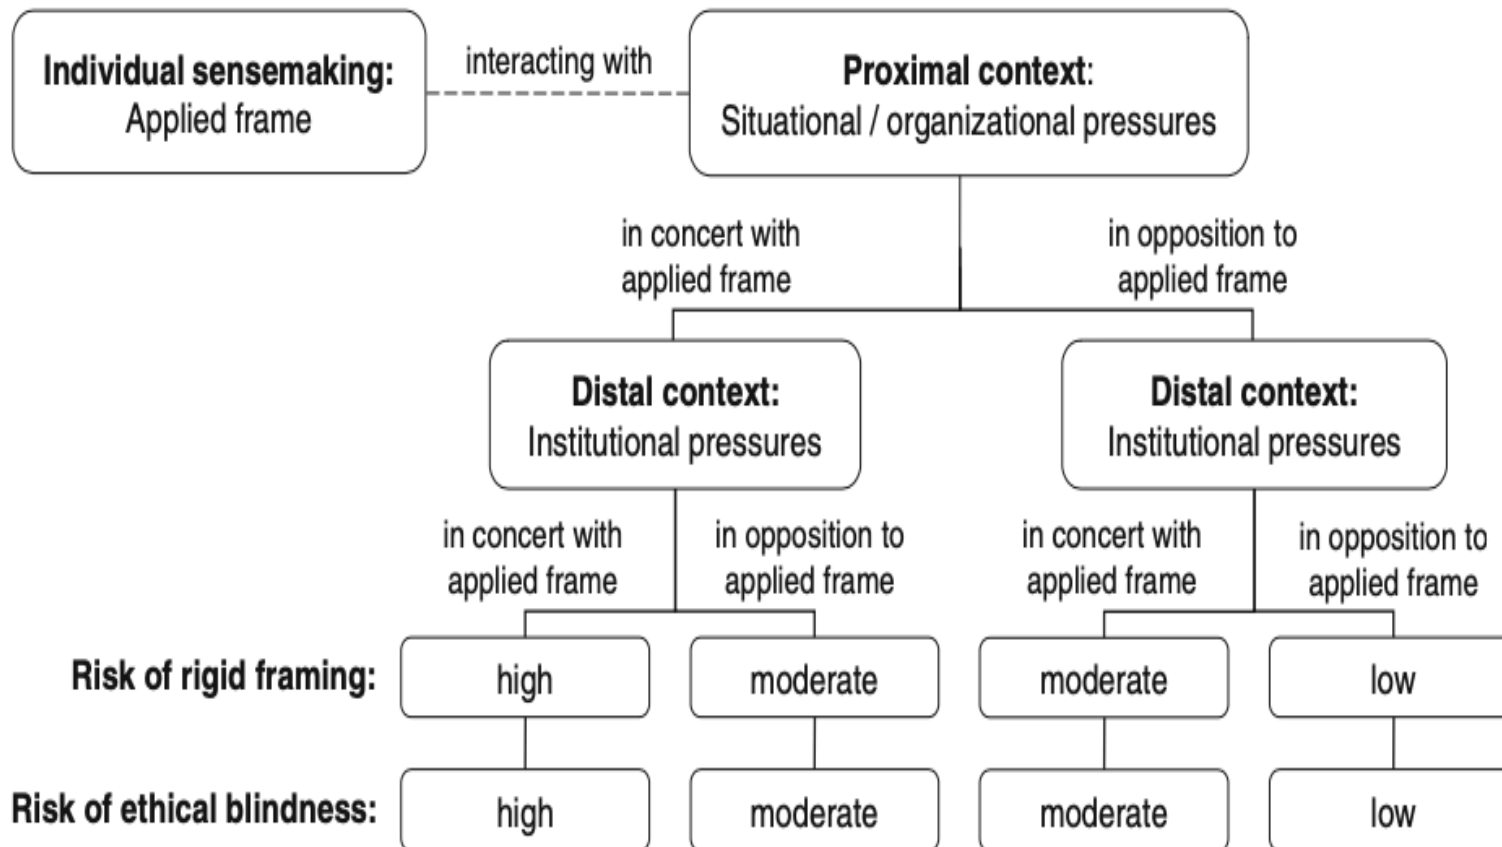 Individual sensemaking:
Applied frame
interacting with
Proximal context:
Situational / organizational pressures
in concert with
applied frame
in opposition to
applied frame
Distal context:
Institutional pressures
Distal context:
Institutional pressures
in concert with
applied frame
in opposition to
applied frame
in concert with
applied frame
in opposition to
applied frame
Risk of rigid framing:
high
moderate
moderate
low
Risk of ethical blindness:
high
moderate
moderate
low